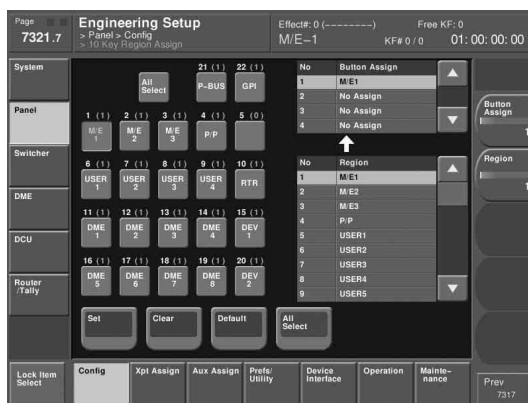 Page
7321.7
Engineering Setup
> Panel > Config
> 10 Key Region Assign
Effect#: 0 (--------) Free KF: 0
M/E-1 KF# 0 / 0 01: 00: 00: 00
System
Panel
Switcher
DME
DCU
Router /Tally
Lock Item Select
All Select
21 (1) 22 (1)
P-BUS GPI
1 (1) 2 (1) 3 (1) 4 (1) 5 (0)
M/E 1 M/E 2 M/E 3 P/P
6 (1) 7 (1) 8 (1) 9 (1) 10 (1)
USER 1 USER 2 USER 3 USER 4 RTR
11 (1) 12 (1) 13 (1) 14 (1) 15 (1)
DME 1 DME 2 DME 3 DME 4 DEV 1
16 (1) 17 (1) 18 (1) 19 (1) 20 (1)
DME 5 DME 6 DME 7 DME 8 DEV 2
No Button Assign
1 M/E1
2 No Assign
3 No Assign
4 No Assign
No Region
1 M/E1
2 M/E2
3 M/E3
4 P/P
5 USER1
6 USER2
7 USER3
8 USER4
9 USER5
Button Assign
1
Region
1
Set Clear Default All Select
Config Xpt Assign Aux Assign Prefs/ Utility Device Interface Operation Mainte- nance
Prev
7317